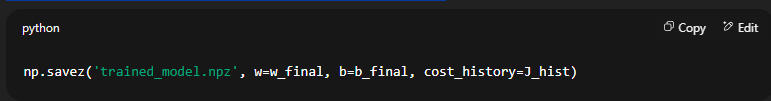 python
Copy
Edit
np.savez('trained_model.npz', w=w_final, b=b_final, cost_history=J_hist)